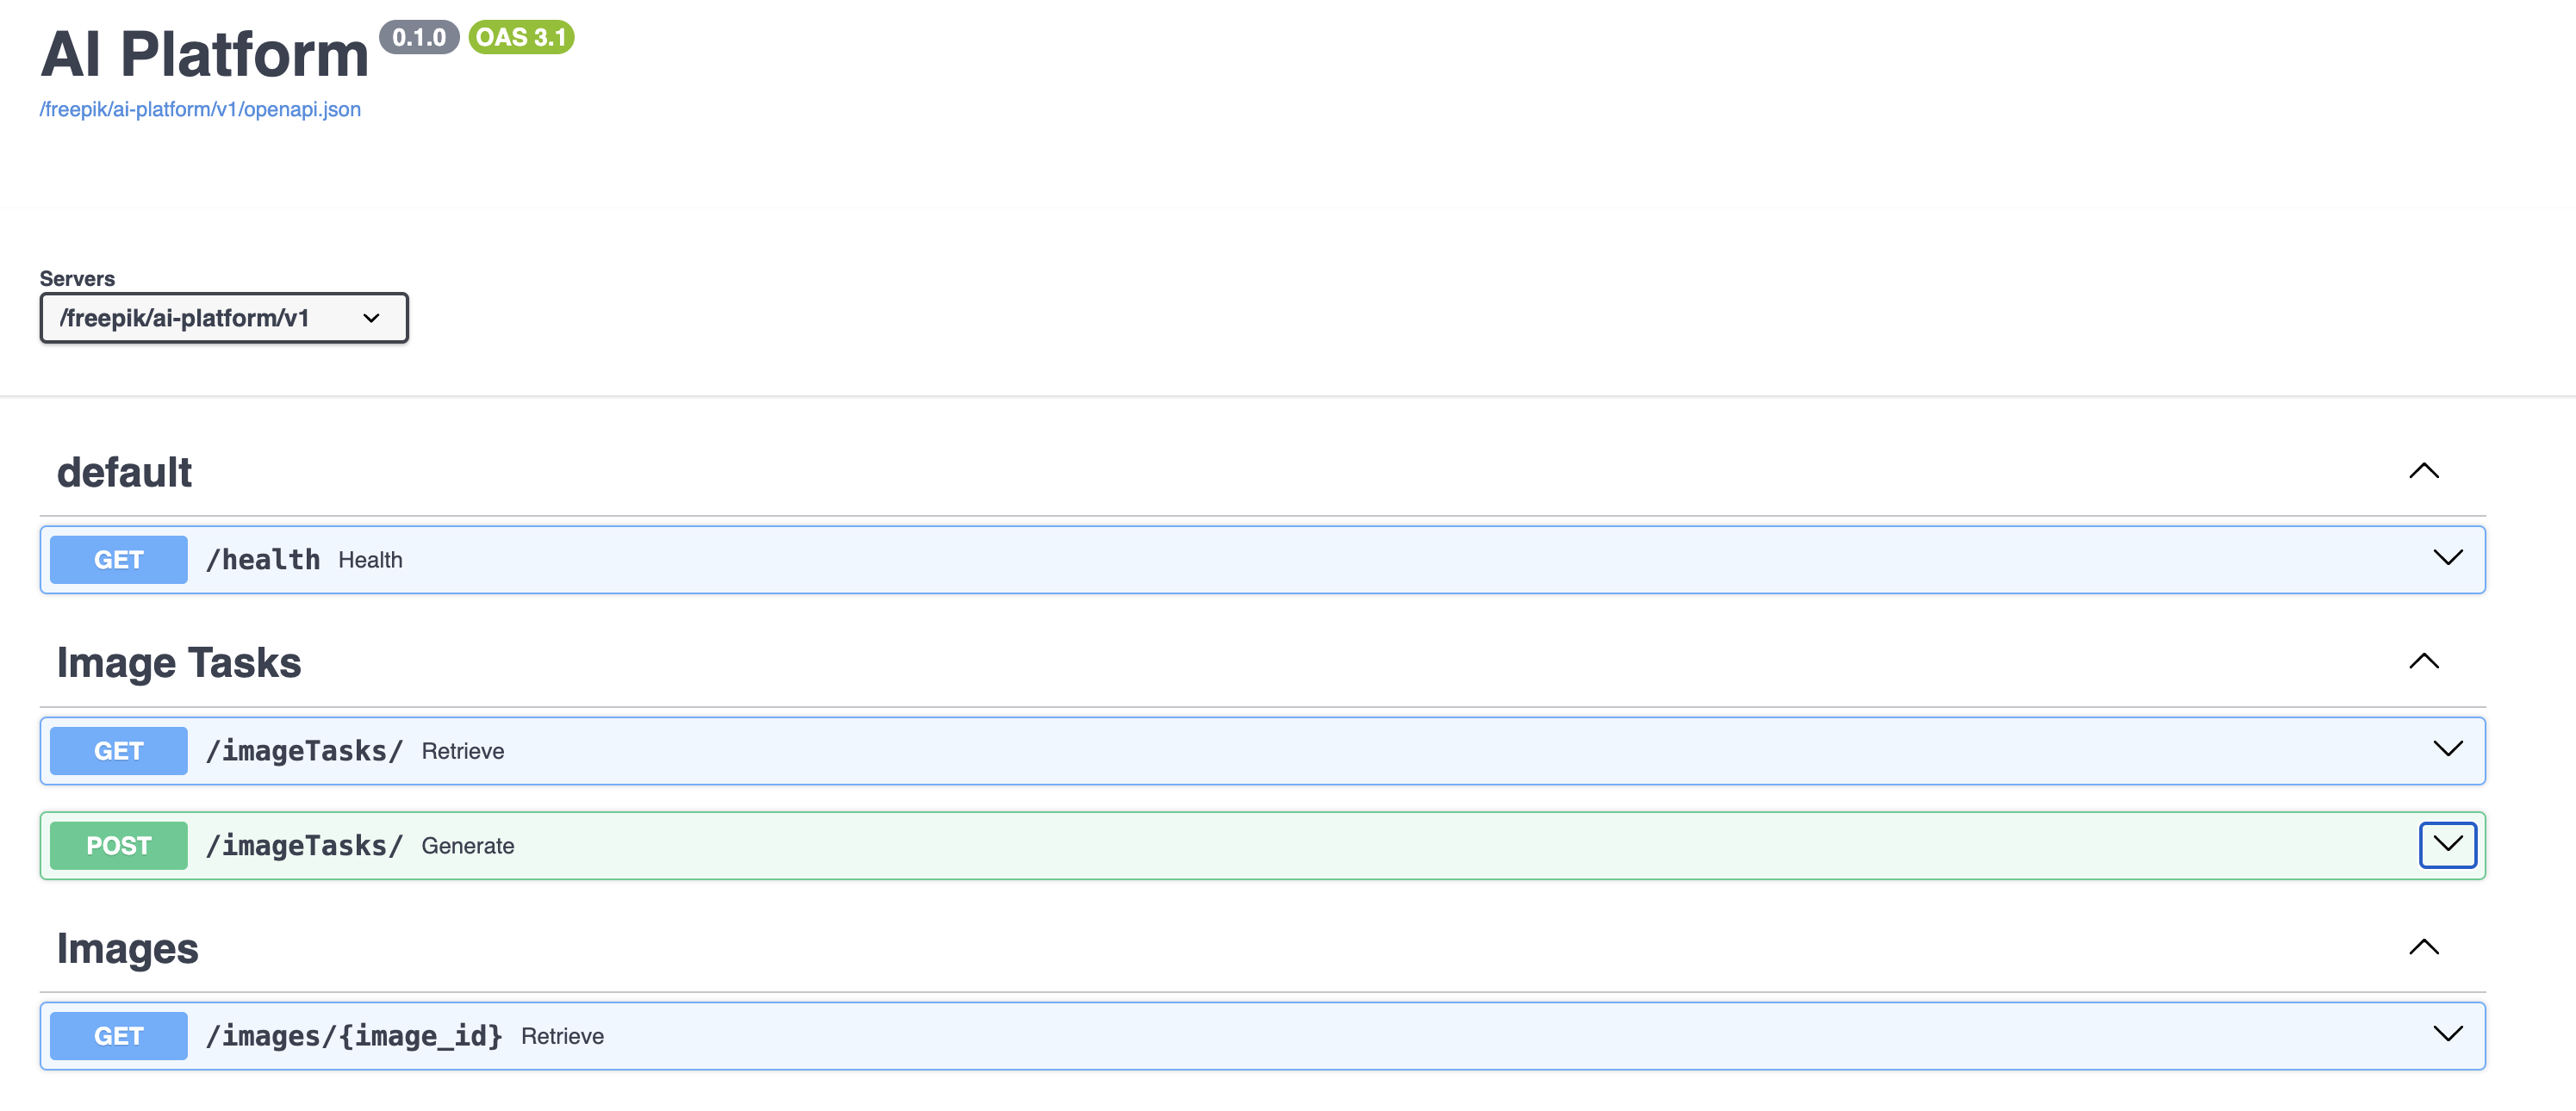 AI Platform 0.1.0 OAS 3.1
/freepik/ai-platform/v1/openapi.json
Servers
/freepik/ai-platform/v1
default
GET /health Health
Image Tasks
GET /imageTasks/ Retrieve
POST /imageTasks/ Generate
Images
GET /images/{image_id} Retrieve